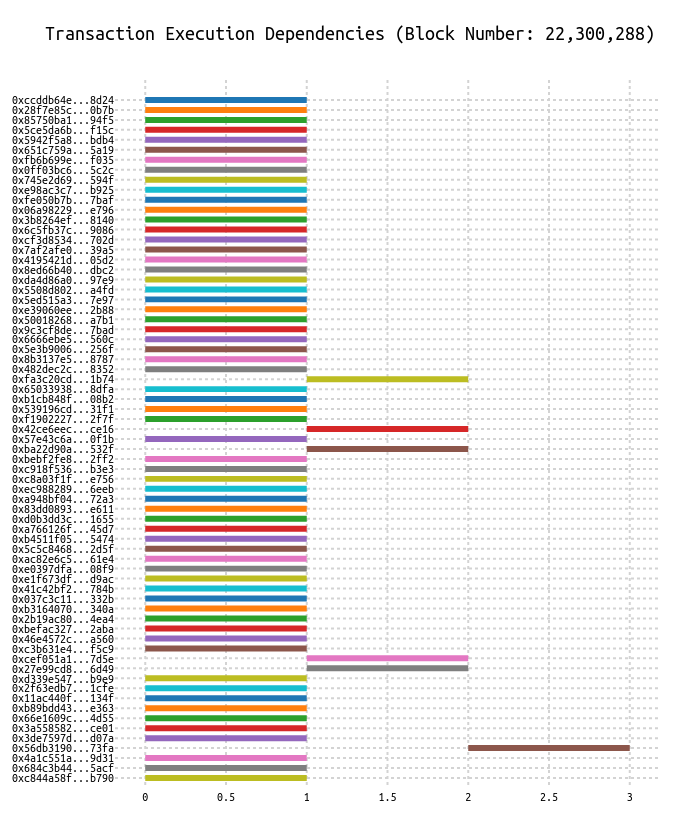 Transaction Execution Dependencies (Block Number: 22,300,288)
0xccddb64e...8d24
0x28f7e85c...0b7b
0x85750ba1...94f5
0x5ce5da6b...f15c
0x5942f5a8...bdb4
0x651c759a...5a19
0xfb6b699e...f035
0x0ff03bc6...5c2c
0x745e2d69...594f
0xe98ac3c7...b925
0xfe050b7b...7baf
0x06a98229...e796
0x3b8264ef...8140
0x6c5fb37c...9086
0xcf3d8534...702d
0x7af2afe0...39a5
0x4195421d...05d2
0x8ed66b40...dbc2
0xda4d86a0...97e9
0x5508d802...a4fd
0x5ed515a3...7e97
0xe39060ee...2b88
0x50018268...a7b1
0x9c3cf8de...7bad
0x6666ebe5...560c
0x5e3b9006...256f
0x8b3137e5...8787
0x482dec2c...8352
0xfa3c20cd...1b74
0x65033938...8dfa
0xb1cb848f...08b2
0x539196cd...31f1
0xf1902227...2f7f
0x42ce6eec...ce16
0x57e43c6a...0f1b
0xba22d90a...532f
0xbebf2fe8...2ff2
0xc918f536...b3e3
0xc8a03f1f...e756
0xec988289...6eeb
0xa948bf04...72a3
0x83dd0893...e611
0xd0b3dd3c...1655
0xa766126f...45d7
0xb4511f05...5474
0x5c5c8468...2d5f
0xac82e6c5...61e4
0xe0397dfa...08f9
0xe1f673df...d9ac
0x41c42bf2...784b
0x037c3c11...332b
0xb3164070...340a
0x2b19ac80...4ea4
0xbefac327...2aba
0x46e4572c...a560
0xc3b631e4...f5c9
0xcef051a1...7d5e
0x27e99cd8...6d49
0xd339e547...b9e9
0x2f63edb7...1cfe
0x11ac440f...134f
0xb89bdd43...e363
0x66e1609c...4d55
0x3a558582...ce01
0x3de7597d...d07a
0x56db3190...73fa
0x4a1c551a...9d31
0x684c3b44...5acf
0xc844a58f...b790
0 0.5 1 1.5 2 2.5 3